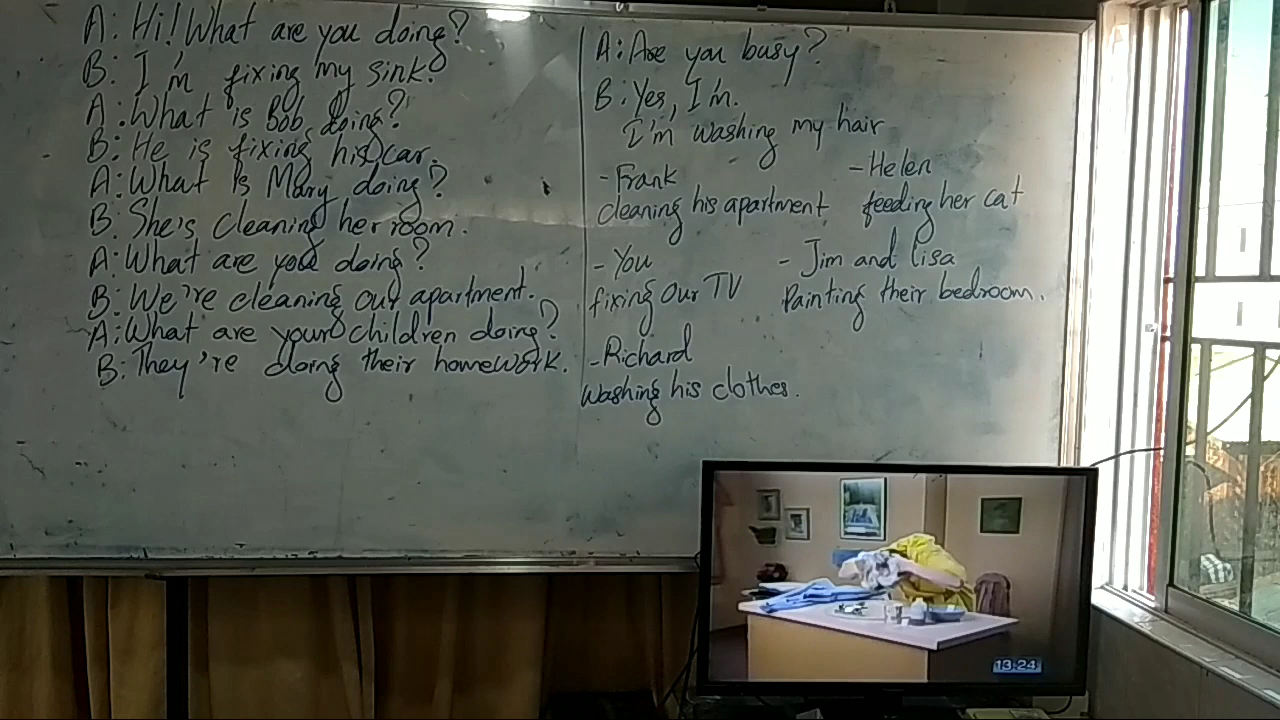 A: Hi! What are you doing?
B: I'm fixing my sink.
A: What is Bob doing?
B: He is fixing his car.
A: What is Mary doing?
B: She's cleaning her room.
A: What are you doing?
B: We're cleaning our apartment.
A: What are your children doing?
B: They're doing their homework.
A: Are you busy?
B: Yes, I'm.
I'm washing my hair
- Frank
cleaning his apartment
- Helen
feeding her cat
- You
fixing our TV
- Jim and lisa
Painting their bedroom.
- Richard
Washing his clothes.
13:24